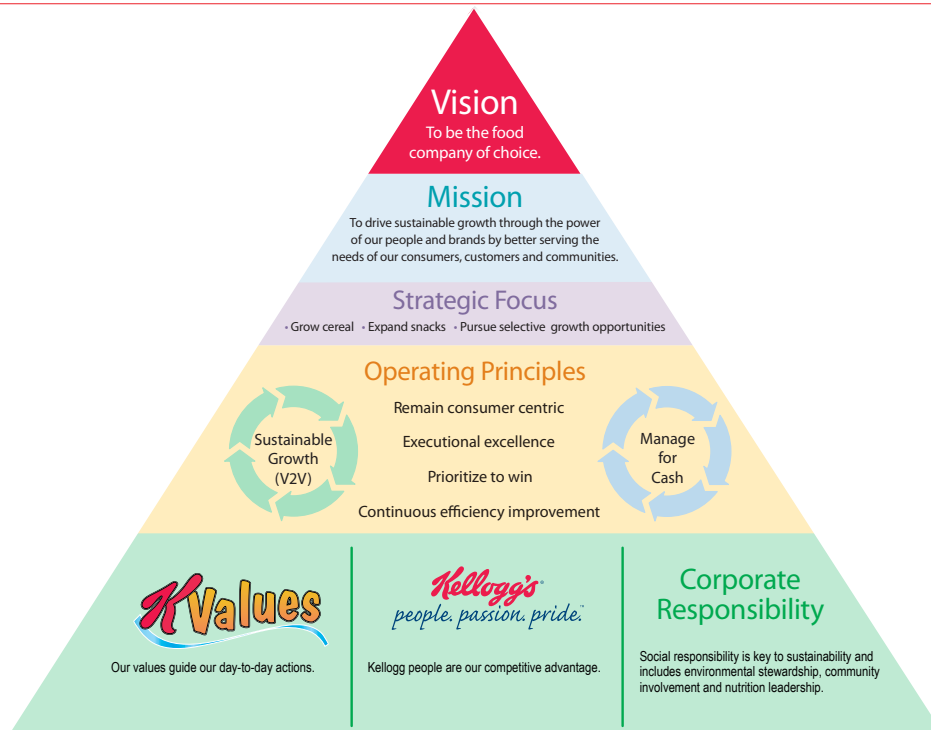 Vision
To be the food
company of choice.
Mission
To drive sustainable growth through the power
of our people and brands by better serving the
needs of our consumers, customers and communities.
Strategic Focus
• Grow cereal • Expand snacks • Pursue selective growth opportunities
Operating Principles
Remain consumer centric
Executional excellence
Prioritize to win
Continuous efficiency improvement
Sustainable
Growth
(V2V)
Manage
for
Cash
K Values
Our values guide our day-to-day actions.
Kellogg's®
people. passion. pride.™
Kellogg people are our competitive advantage.
Corporate
Responsibility
Social responsibility is key to sustainability and
includes environmental stewardship, community
involvement and nutrition leadership.